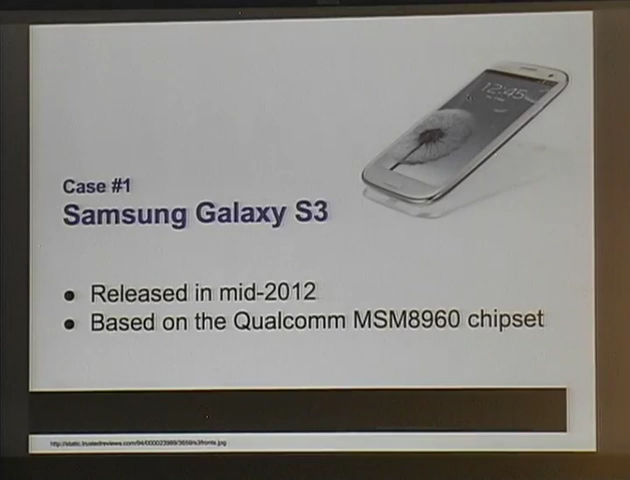 12:45
Case #1
Samsung Galaxy S3
● Released in mid-2012
● Based on the Qualcomm MSM8960 chipset